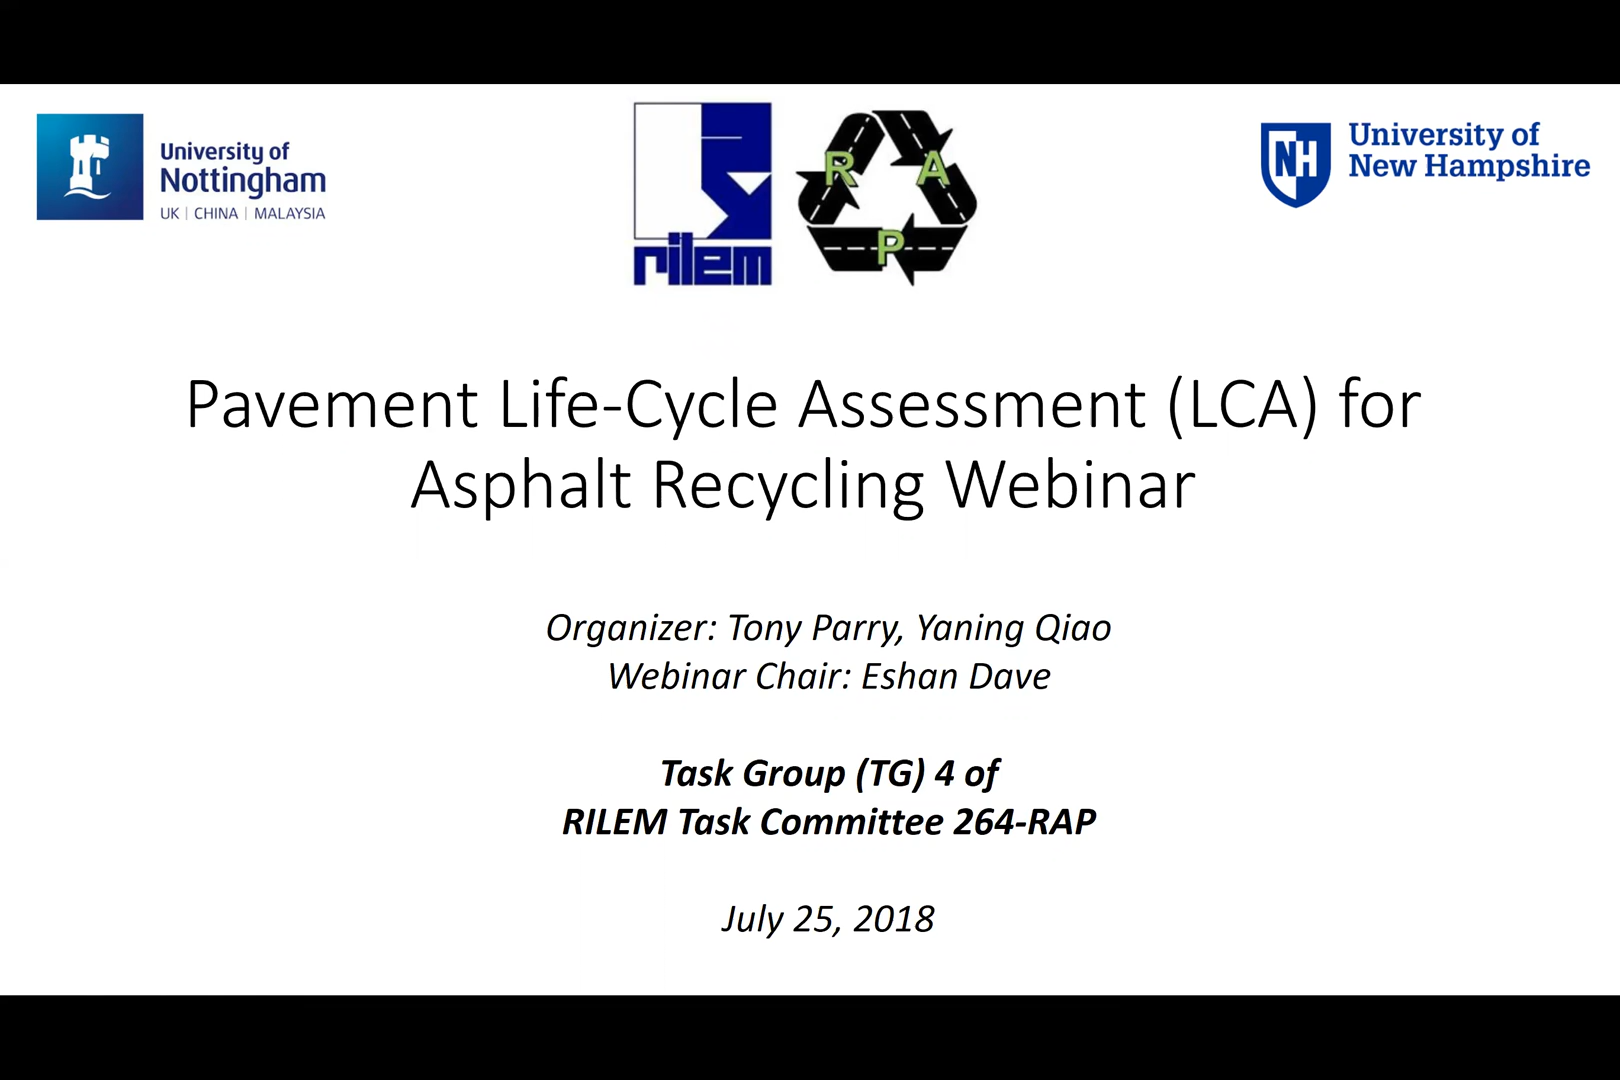 University of
Nottingham
UK | CHINA | MALAYSIA
rilem
R A
P
NH
University of
New Hampshire
Pavement Life-Cycle Assessment (LCA) for
Asphalt Recycling Webinar
Organizer: Tony Parry, Yaning Qiao
Webinar Chair: Eshan Dave
Task Group (TG) 4 of
RILEM Task Committee 264-RAP
July 25, 2018